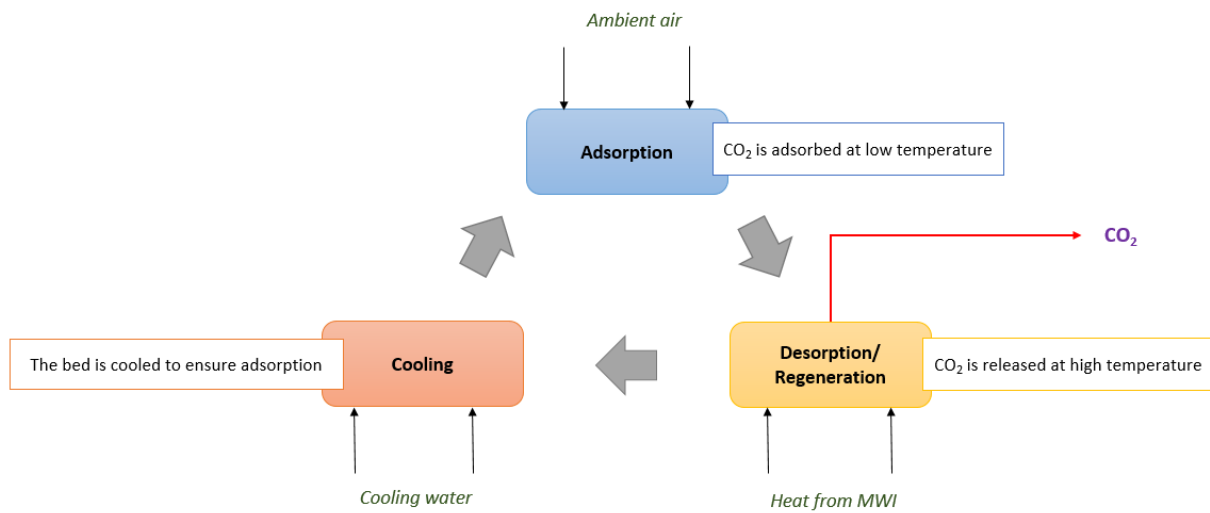 Ambient air
Adsorption
CO₂ is adsorbed at low temperature
CO₂
The bed is cooled to ensure adsorption
Cooling
Desorption/
Regeneration
CO₂ is released at high temperature
Cooling water
Heat from MWI